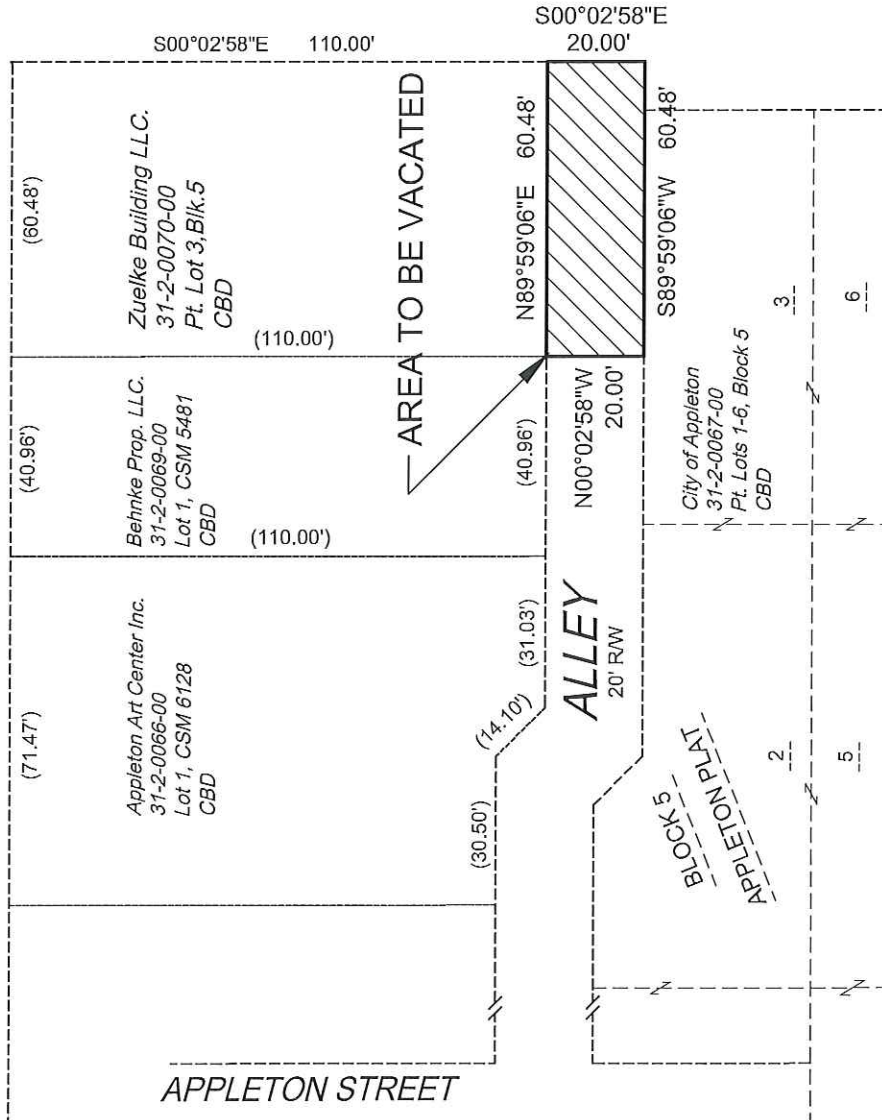 S00°02'58"E
20.00'
S00°02'58"E 110.00'
(60.48')
Zuelke Building LLC.
31-2-0070-00
Pt. Lot 3,Blk.5
CBD
(110.00')
AREA TO BE VACATED
N89°59'06"E 60.48'
S89°59'06"W 60.48'
N00°02'58"W
20.00'
(40.96')
Behnke Prop. LLC.
31-2-0069-00
Lot 1, CSM 5481
CBD
(110.00')
(40.96')
City of Appleton
31-2-0067-00
Pt. Lots 1-6, Block 5
CBD
3
6
(71.47')
Appleton Art Center Inc.
31-2-0066-00
Lot 1, CSM 6128
CBD
(31.03')
(14.10')
(30.50')
ALLEY
20' R/W
2
5
BLOCK 5
APPLETON PLAT
APPLETON STREET